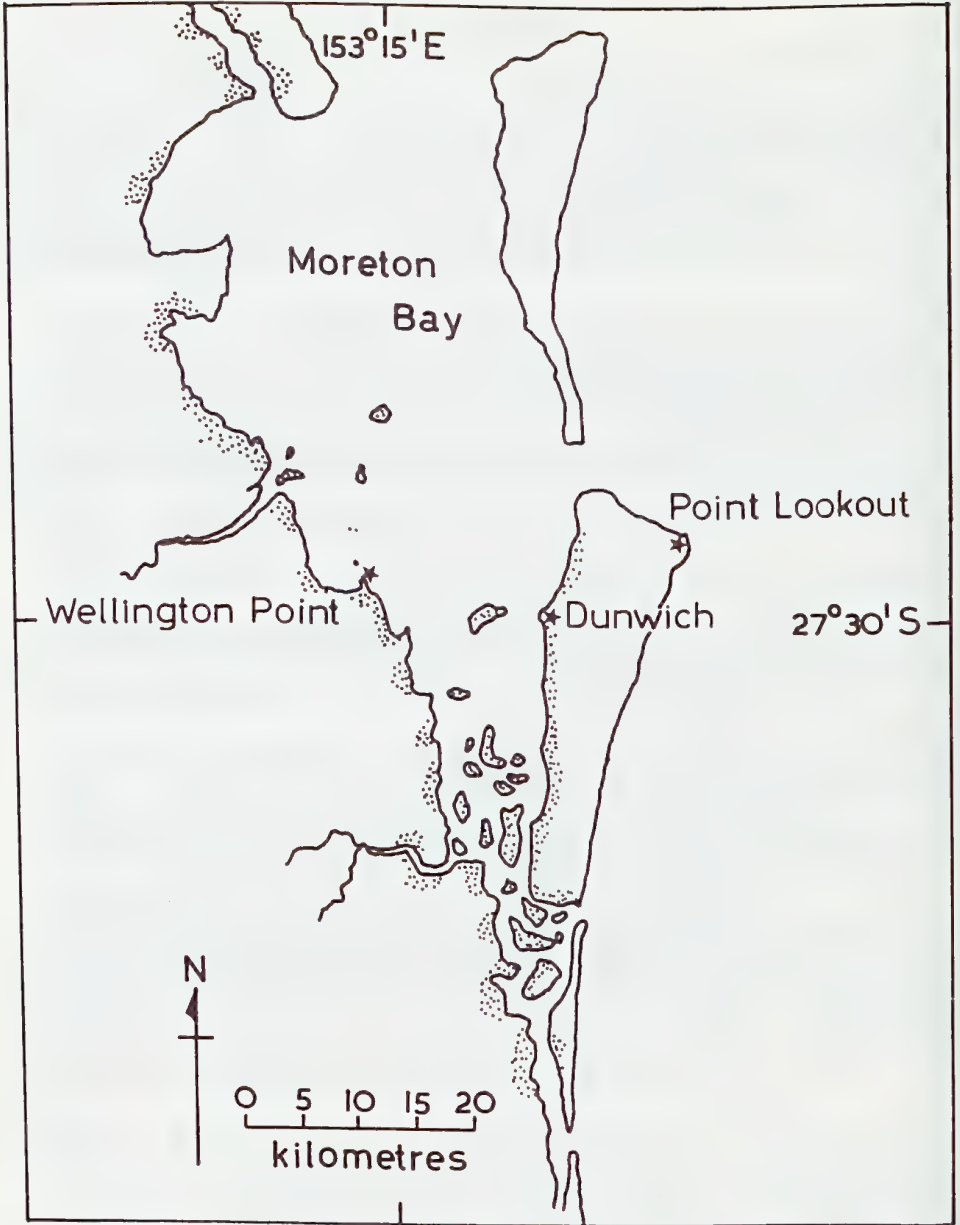 153°15'E
Moreton
Bay
Point Lookout
Wellington Point
Dunwich
27°30'S
N
0 5 10 15 20
kilometres